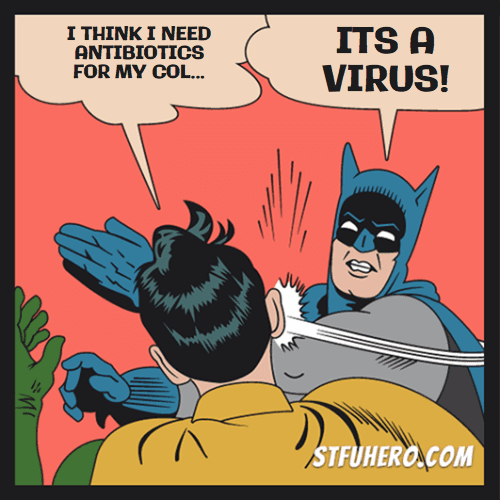 I THINK I NEED
ANTIBIOTICS
FOR MY COL...
ITS A
VIRUS!
STFUHERO.COM